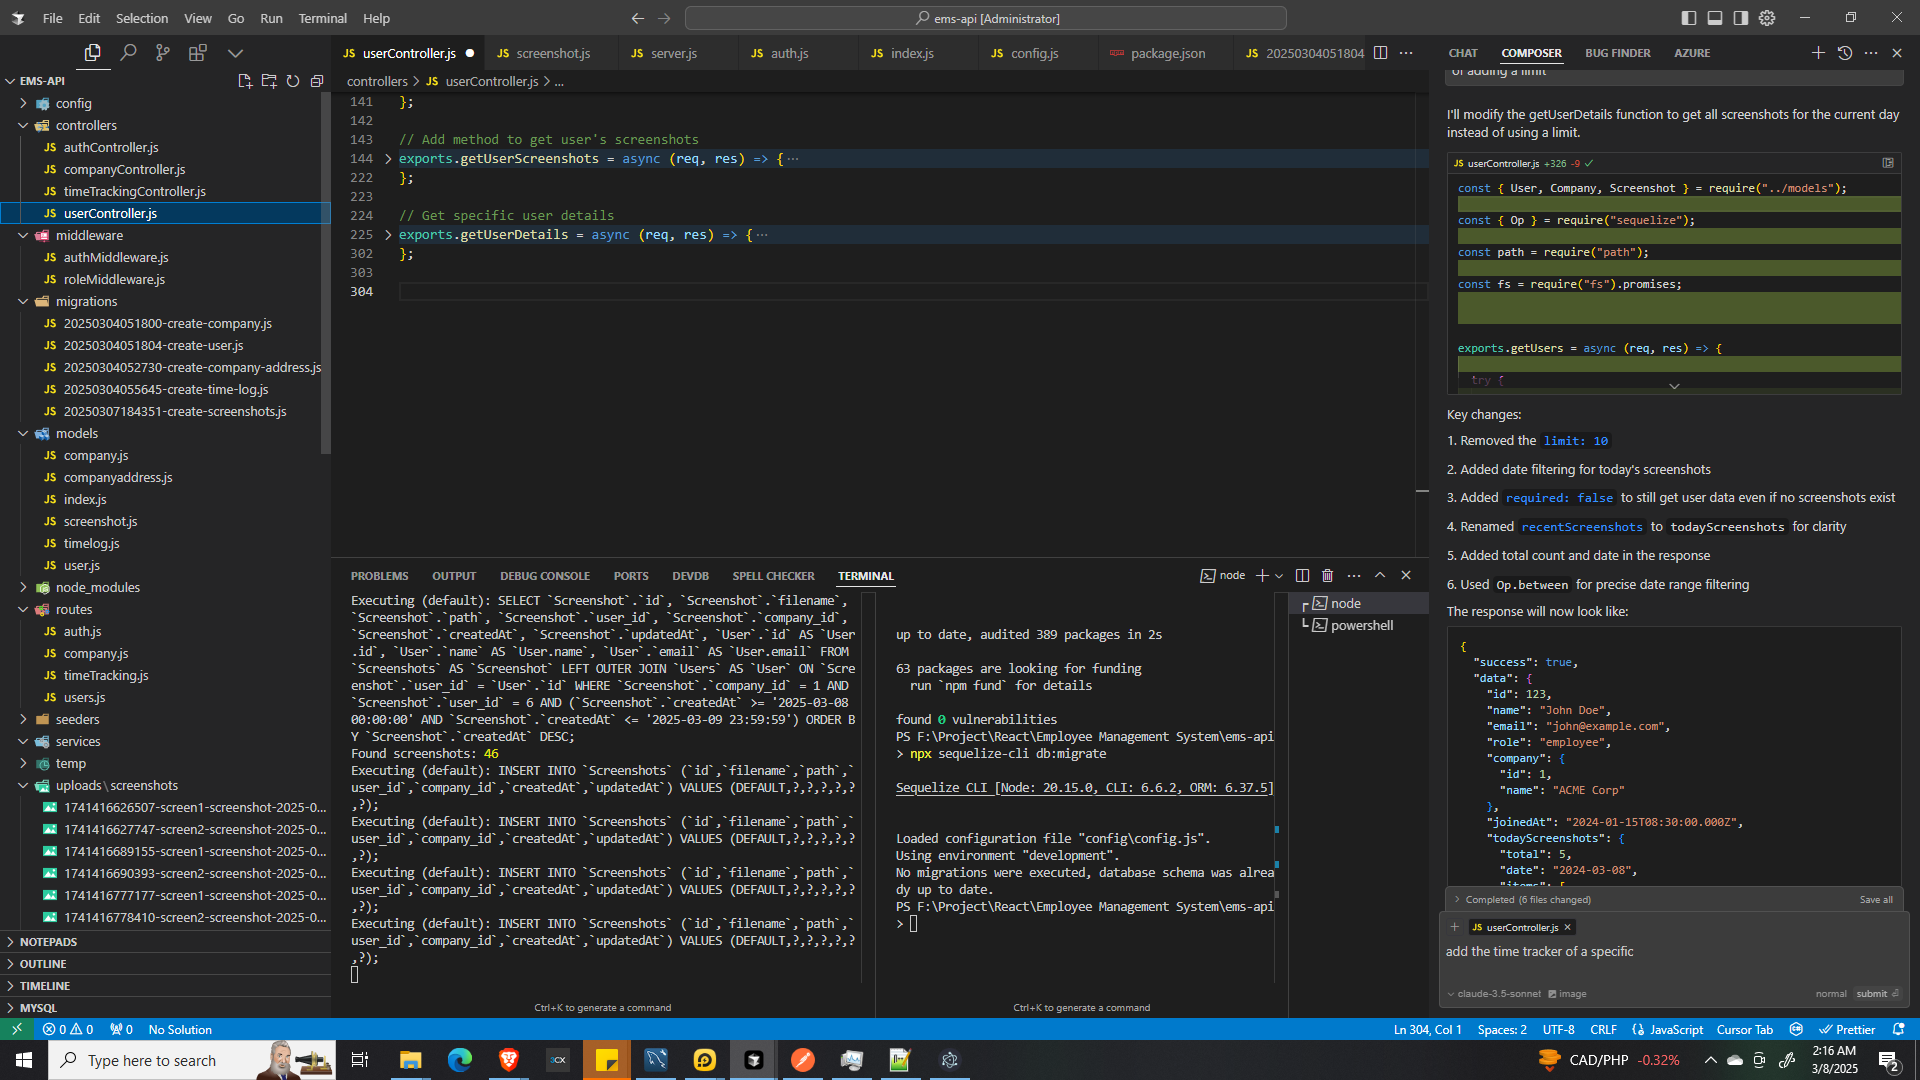 File Edit Selection View Go Run Terminal Help
ems-api [Administrator]
EMS-API
config
controllers
authController.js
companyController.js
timeTrackingController.js
userController.js
middleware
authMiddleware.js
roleMiddleware.js
migrations
20250304051800-create-company.js
20250304051804-create-user.js
20250304052730-create-company-address.js
20250304055645-create-time-log.js
20250307184351-create-screenshots.js
models
company.js
companyaddress.js
index.js
screenshot.js
timelog.js
user.js
node_modules
routes
auth.js
company.js
timeTracking.js
users.js
seeders
services
temp
uploads\screenshots
1741416626507-screen1-screenshot-2025-0...
1741416627747-screen2-screenshot-2025-0...
1741416689155-screen1-screenshot-2025-0...
1741416690393-screen2-screenshot-2025-0...
1741416777177-screen1-screenshot-2025-0...
1741416778410-screen2-screenshot-2025-0...
NOTEPADS
OUTLINE
TIMELINE
MYSQL
JS userController.js JS screenshot.js JS server.js JS auth.js JS index.js JS config.js package.json JS 20250304051804
controllers > JS userController.js > ...
141 };
142
143 // Add method to get user's screenshots
144 exports.getUserScreenshots = async (req, res) => { ···
222 };
223
224 // Get specific user details
225 exports.getUserDetails = async (req, res) => { ···
302 };
303
304
PROBLEMS OUTPUT DEBUG CONSOLE PORTS DEVDB SPELL CHECKER TERMINAL
node
Executing (default): SELECT `Screenshot`.`id`, `Screenshot`.`filename`,
`Screenshot`.`path`, `Screenshot`.`user_id`, `Screenshot`.`company_id`,
`Screenshot`.`createdAt`, `Screenshot`.`updatedAt`, `User`.`id` AS `User
.id`, `User`.`name` AS `User.name`, `User`.`email` AS `User.email` FROM
`Screenshots` AS `Screenshot` LEFT OUTER JOIN `Users` AS `User` ON `Scre
enshot`.`user_id` = `User`.`id` WHERE `Screenshot`.`company_id` = 1 AND
`Screenshot`.`user_id` = 6 AND (`Screenshot`.`createdAt` >= '2025-03-08
00:00:00' AND `Screenshot`.`createdAt` <= '2025-03-09 23:59:59') ORDER B
Y `Screenshot`.`createdAt` DESC;
Found screenshots: 46
Executing (default): INSERT INTO `Screenshots` (`id`,`filename`,`path`,`
user_id`,`company_id`,`createdAt`,`updatedAt`) VALUES (DEFAULT,?,?,?,?,?
,?);
Executing (default): INSERT INTO `Screenshots` (`id`,`filename`,`path`,`
user_id`,`company_id`,`createdAt`,`updatedAt`) VALUES (DEFAULT,?,?,?,?,?
,?);
Executing (default): INSERT INTO `Screenshots` (`id`,`filename`,`path`,`
user_id`,`company_id`,`createdAt`,`updatedAt`) VALUES (DEFAULT,?,?,?,?,?
,?);
Executing (default): INSERT INTO `Screenshots` (`id`,`filename`,`path`,`
user_id`,`company_id`,`createdAt`,`updatedAt`) VALUES (DEFAULT,?,?,?,?,?
,?);
Ctrl+K to generate a command
up to date, audited 389 packages in 2s
63 packages are looking for funding
run `npm fund` for details
found 0 vulnerabilities
PS F:\Project\React\Employee Management System\ems-api
> npx sequelize-cli db:migrate
Sequelize CLI [Node: 20.15.0, CLI: 6.6.2, ORM: 6.37.5]
Loaded configuration file "config\config.js".
Using environment "development".
No migrations were executed, database schema was alrea
dy up to date.
PS F:\Project\React\Employee Management System\ems-api
>
Ctrl+K to generate a command
node
powershell
CHAT COMPOSER BUG FINDER AZURE
of adding a limit
I'll modify the getUserDetails function to get all screenshots for the current day
instead of using a limit.
JS userController.js +326 -9
const { User, Company, Screenshot } = require("../models");
const { Op } = require("sequelize");
const path = require("path");
const fs = require("fs").promises;
exports.getUsers = async (req, res) => {
try {
Key changes:
1. Removed the limit: 10
2. Added date filtering for today's screenshots
3. Added required: false to still get user data even if no screenshots exist
4. Renamed recentScreenshots to todayScreenshots for clarity
5. Added total count and date in the response
6. Used Op.between for precise date range filtering
The response will now look like:
{
"success": true,
"data": {
"id": 123,
"name": "John Doe",
"email": "john@example.com",
"role": "employee",
"company": {
"id": 1,
"name": "ACME Corp"
},
"joinedAt": "2024-01-15T08:30:00.000Z",
"todayScreenshots": {
"total": 5,
"date": "2024-03-08",
"items": [
Completed (6 files changed) Save all
+ JS userController.js ×
add the time tracker of a specific
claude-3.5-sonnet image normal submit
0 0 0 No Solution Ln 304, Col 1 Spaces: 2 UTF-8 CRLF JavaScript Cursor Tab Prettier
Type here to search
CAD/PHP -0.32%
2:16 AM
3/8/2025
2